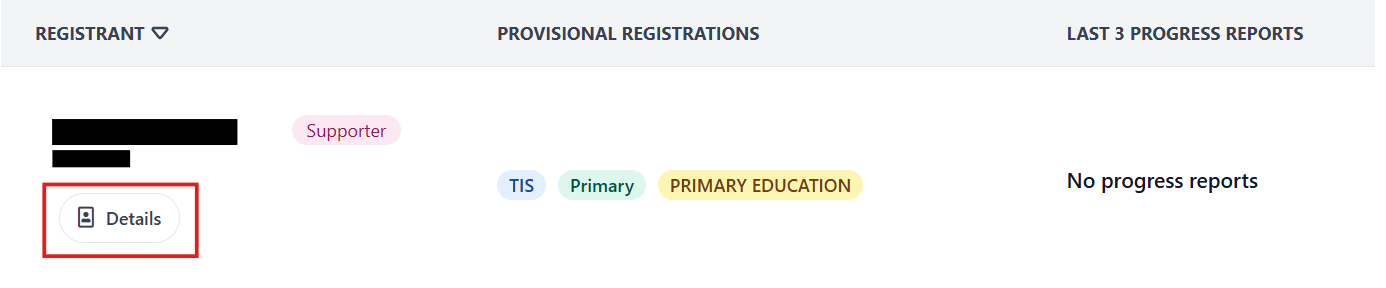 REGISTRANT PROVISIONAL REGISTRATIONS LAST 3 PROGRESS REPORTS
Supporter
TIS Primary PRIMARY EDUCATION
No progress reports
Details